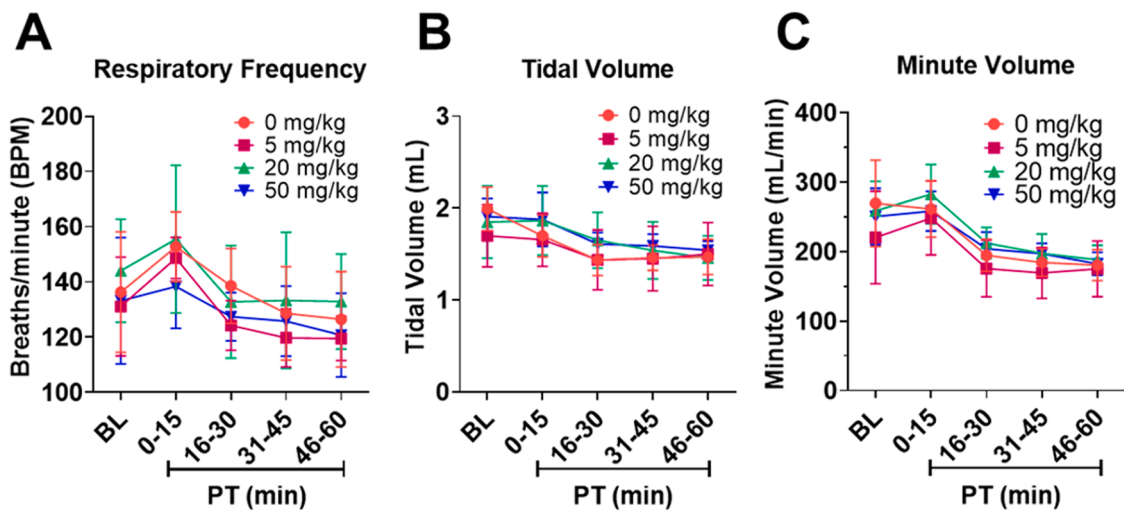 A
Respiratory Frequency
Breaths/minute (BPM)
200
180
160
140
120
100
0 mg/kg
5 mg/kg
20 mg/kg
50 mg/kg
BL
0-15
16-30
31-45
46-60
PT (min)
B
Tidal Volume
Tidal Volume (mL)
3
2
1
0
0 mg/kg
5 mg/kg
20 mg/kg
50 mg/kg
BL
0-15
16-30
31-45
46-60
PT (min)
C
Minute Volume
Minute Volume (mL/min)
400
300
200
100
0
0 mg/kg
5 mg/kg
20 mg/kg
50 mg/kg
BL
0-15
16-30
31-45
46-60
PT (min)